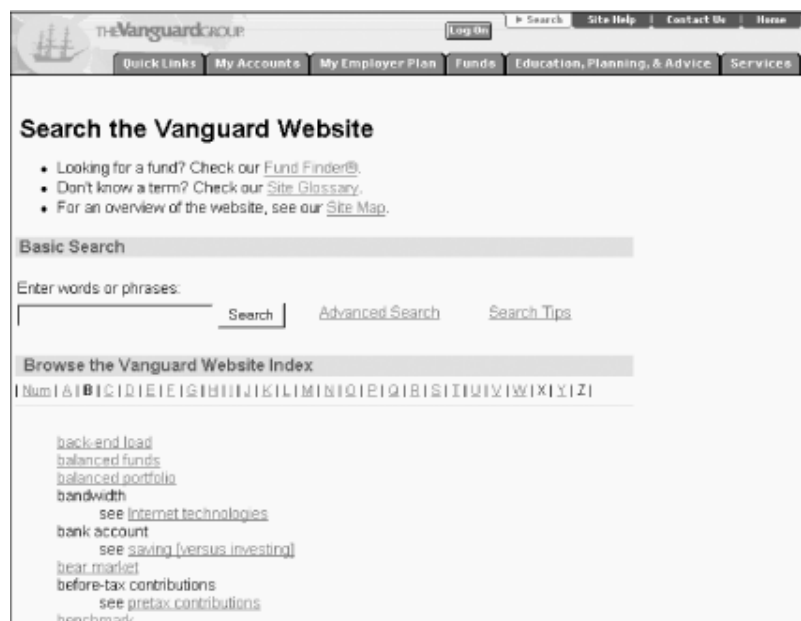 THE Vanguard GROUP.
Log On
Search Site Help | Contact Us | Home
Quick Links My Accounts My Employer Plan Funds Education, Planning, & Advice Services
Search the Vanguard Website
• Looking for a fund? Check our Fund Finder®.
• Don't know a term? Check our Site Glossary.
• For an overview of the website, see our Site Map.
Basic Search
Enter words or phrases:
Search Advanced Search Search Tips
Browse the Vanguard Website Index
| Num | A | B | C | D | E | F | G | H | I | J | K | L | M | N | O | P | Q | R | S | T | U | V | W | X | Y | Z |
back-end load
balanced funds
balanced portfolio
bandwidth
see Internet technologies
bank account
see saving [versus investing]
bear market
before-tax contributions
see pretax contributions
benchmark